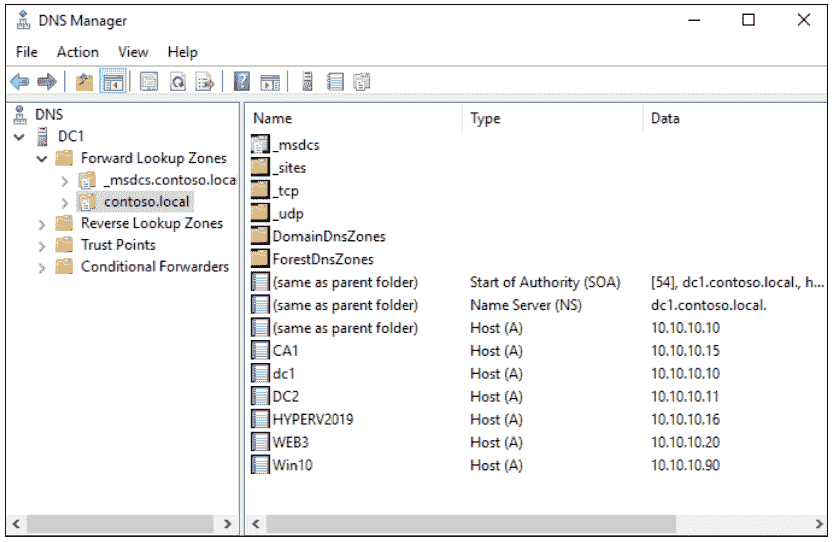 DNS Manager
File Action View Help
DNS
DC1
Forward Lookup Zones
_msdcs.contoso.loca
contoso.local
Reverse Lookup Zones
Trust Points
Conditional Forwarders
Name Type Data
_msdcs
_sites
_tcp
_udp
DomainDnsZones
ForestDnsZones
(same as parent folder) Start of Authority (SOA) [54], dc1.contoso.local., h...
(same as parent folder) Name Server (NS) dc1.contoso.local.
(same as parent folder) Host (A) 10.10.10.10
CA1 Host (A) 10.10.10.15
dc1 Host (A) 10.10.10.10
DC2 Host (A) 10.10.10.11
HYPERV2019 Host (A) 10.10.10.16
WEB3 Host (A) 10.10.10.20
Win10 Host (A) 10.10.10.90